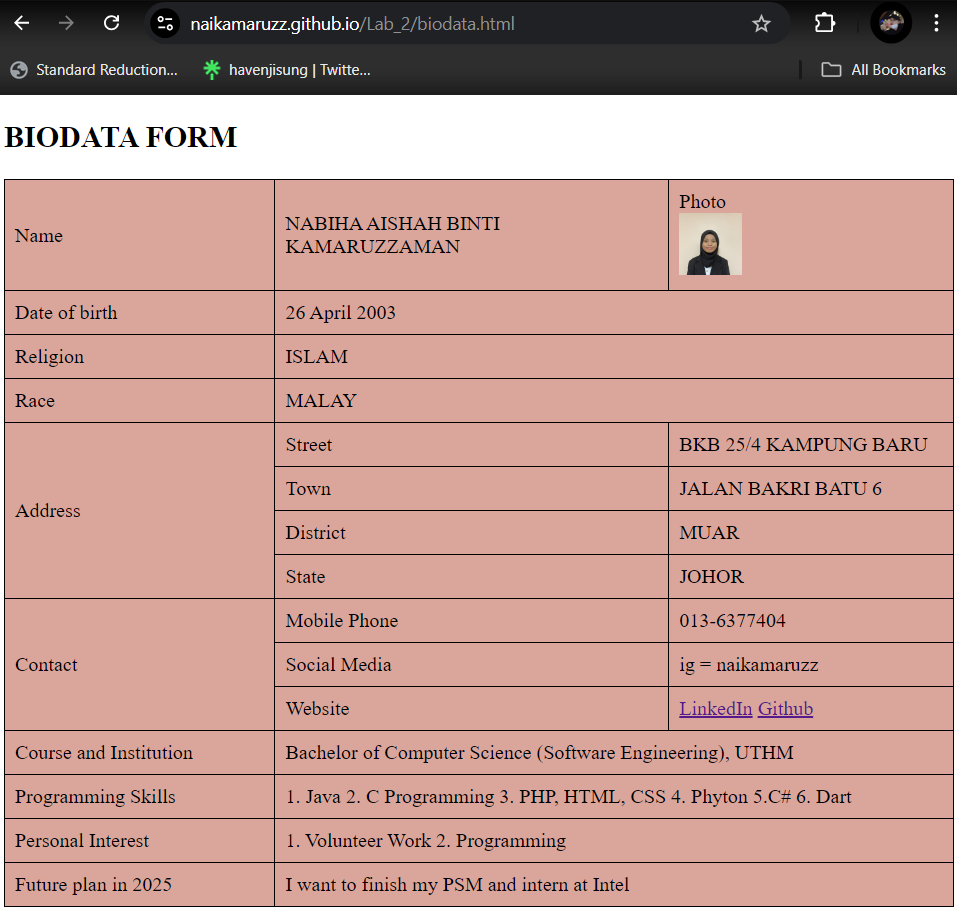 naikamaruzz.github.io/Lab_2/biodata.html
Standard Reduction... havenjisung | Twitte... All Bookmarks
BIODATA FORM
Name
NABIHA AISHAH BINTI
KAMARUZZAMAN
Photo
Date of birth 26 April 2003
Religion ISLAM
Race MALAY
Address
Street BKB 25/4 KAMPUNG BARU
Town JALAN BAKRI BATU 6
District MUAR
State JOHOR
Contact
Mobile Phone 013-6377404
Social Media ig = naikamaruzz
Website LinkedIn Github
Course and Institution Bachelor of Computer Science (Software Engineering), UTHM
Programming Skills 1. Java 2. C Programming 3. PHP, HTML, CSS 4. Phyton 5.C# 6. Dart
Personal Interest 1. Volunteer Work 2. Programming
Future plan in 2025 I want to finish my PSM and intern at Intel